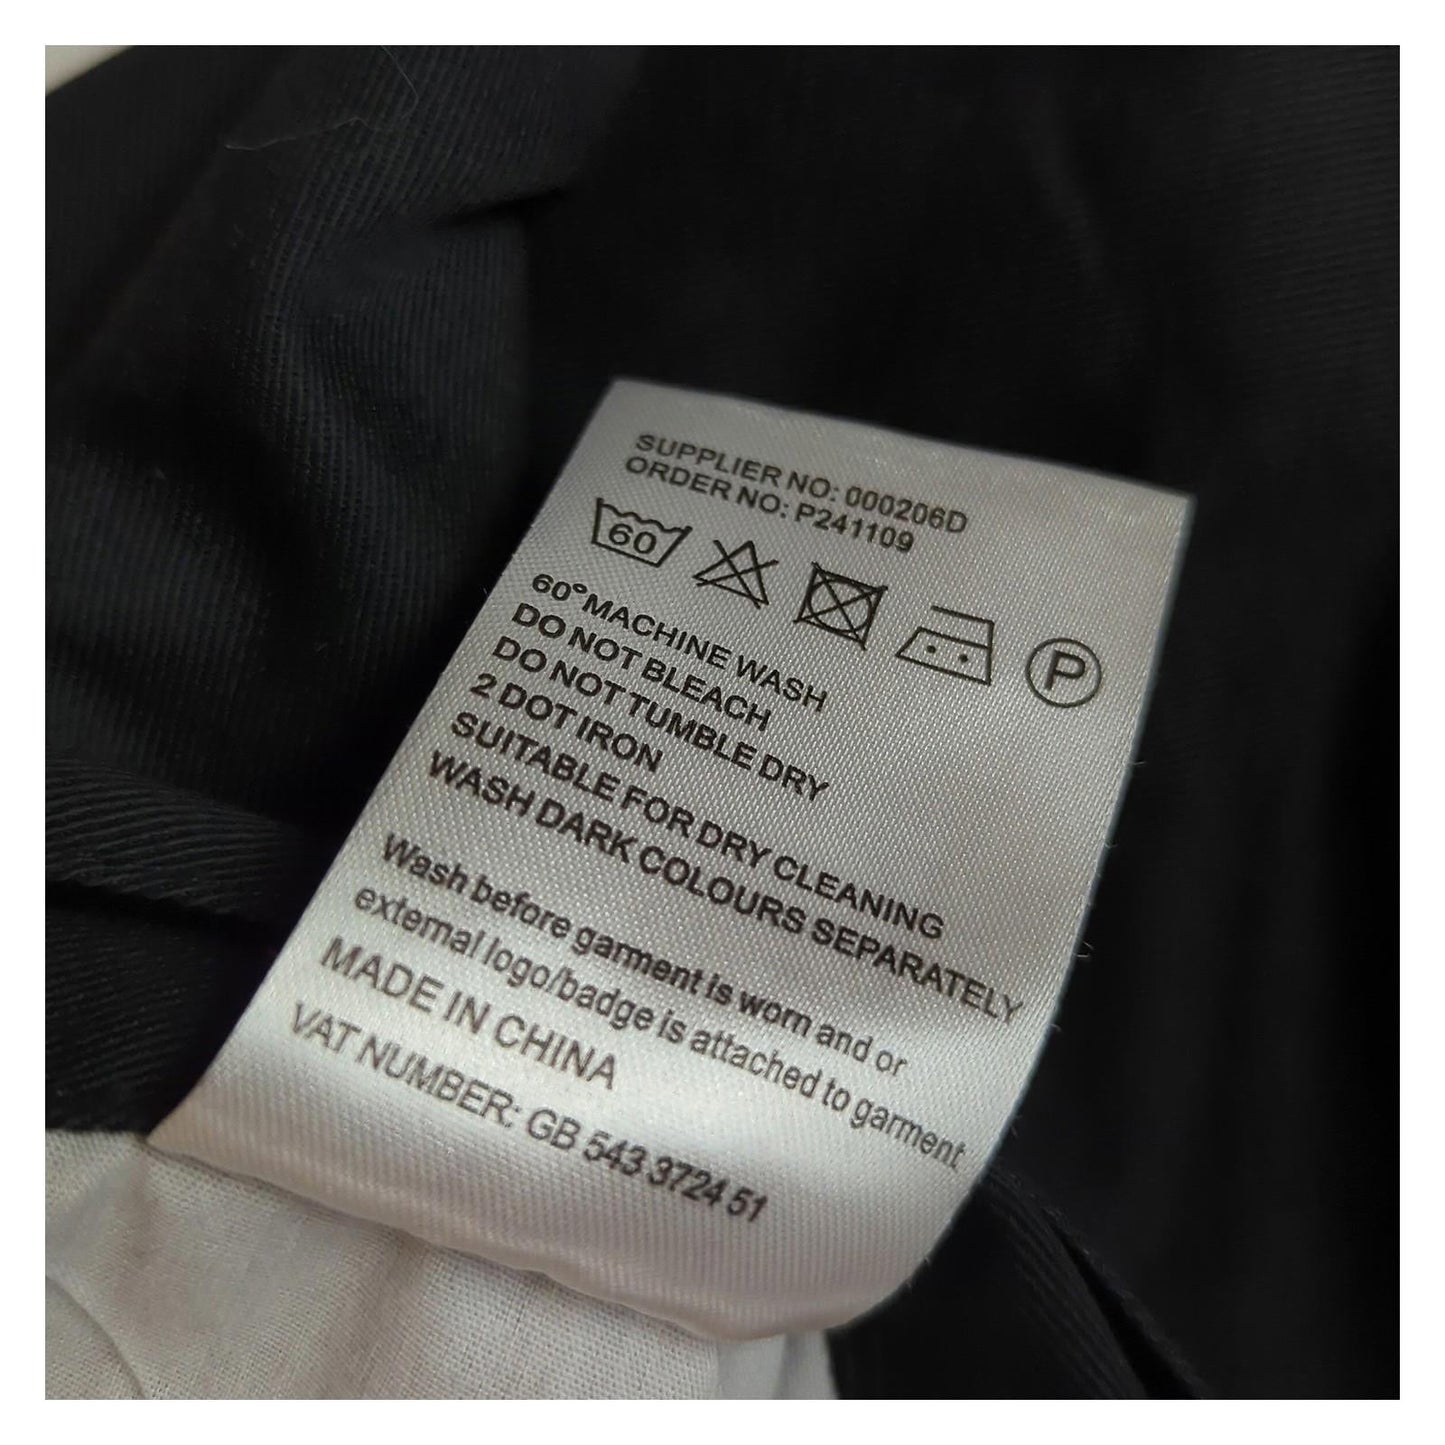 SUPPLIER NO: 000206D
ORDER NO: P241109
60 P
60°MACHINE WASH
DO NOT BLEACH
DO NOT TUMBLE DRY
2 DOT IRON
SUITABLE FOR DRY CLEANING
WASH DARK COLOURS SEPARATELY
Wash before garment is worn and or
external logo/badge is attached to garment
MADE IN CHINA
VAT NUMBER: GB 543 3724 51